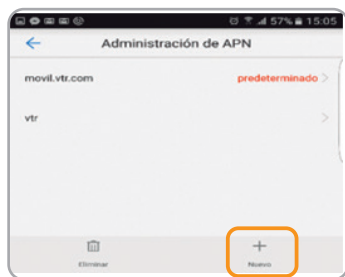 57% 15:05
Administración de APN
movil.vtr.com predeterminado
vtr
Eliminar Nuevo